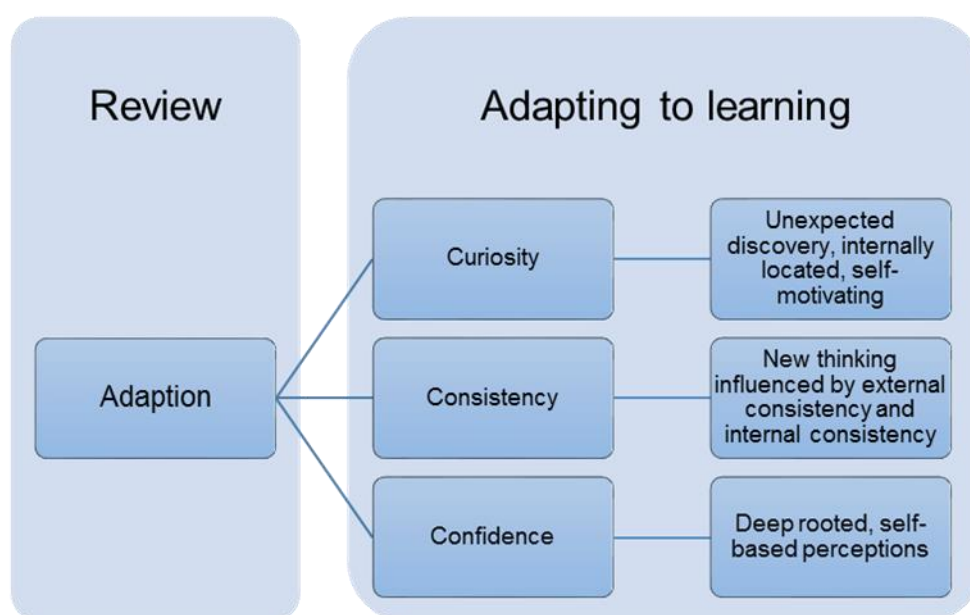 Review
Adapting to learning
Adaption
Curiosity
Unexpected
discovery, internally
located, self-
motivating
Consistency
New thinking
influenced by external
consistency and
internal consistency
Confidence
Deep rooted, self-
based perceptions